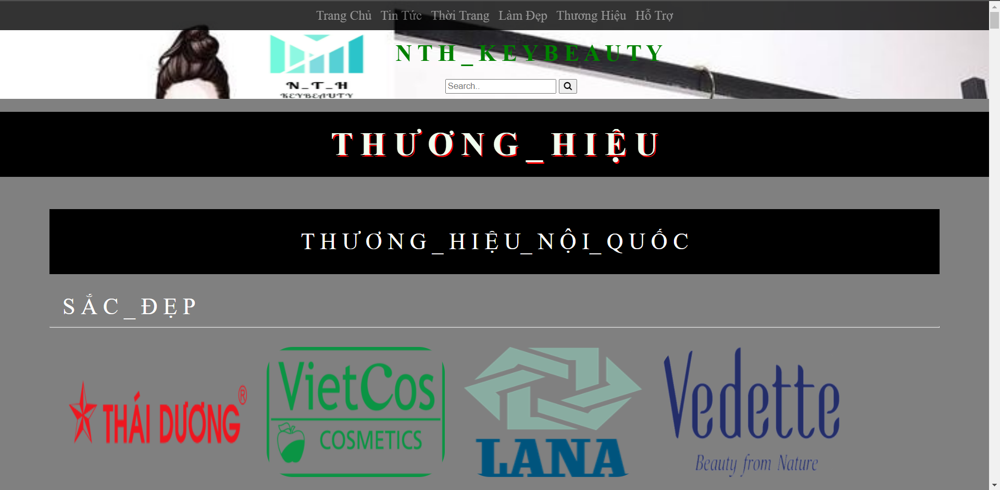 Trang Chủ Tin Tức Thời Trang Làm Đẹp Thương Hiệu Hỗ Trợ
N_T_H
KEYBEAUTY
NTH_KEYBEAUTY
Search..
THƯƠNG_HIỆU
THƯƠNG_HIỆU_NỘI_QUỐC
SẮC_ĐẸP
THÁI DƯƠNG®
VietCos
COSMETICS
LANA
Vedette
Beauty from Nature